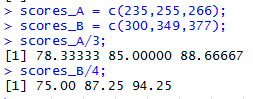 > scores_A = c(235,255,266);
> scores_B = c(300,349,377);
> scores_A/3;
[1] 78.33333 85.00000 88.66667
> scores_B/4;
[1] 75.00 87.25 94.25